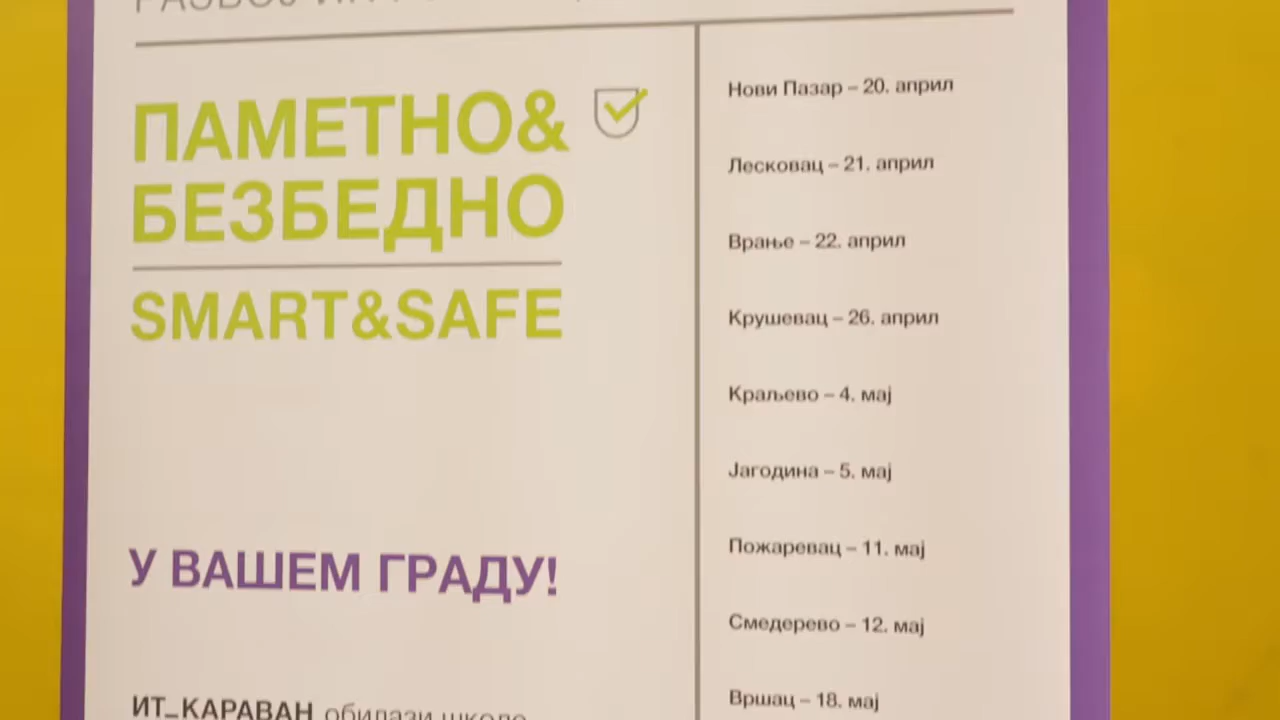 ПАМЕТНО&
БЕЗБЕДНО
SMART&SAFE
У ВАШЕМ ГРАДУ!
ИТ_КАРАВАН обилази школе
Нови Пазар – 20. април
Лесковац – 21. април
Врање – 22. април
Крушевац – 26. април
Краљево – 4. мај
Јагодина – 5. мај
Пожаревац – 11. мај
Смедерево – 12. мај
Вршац – 18. мај